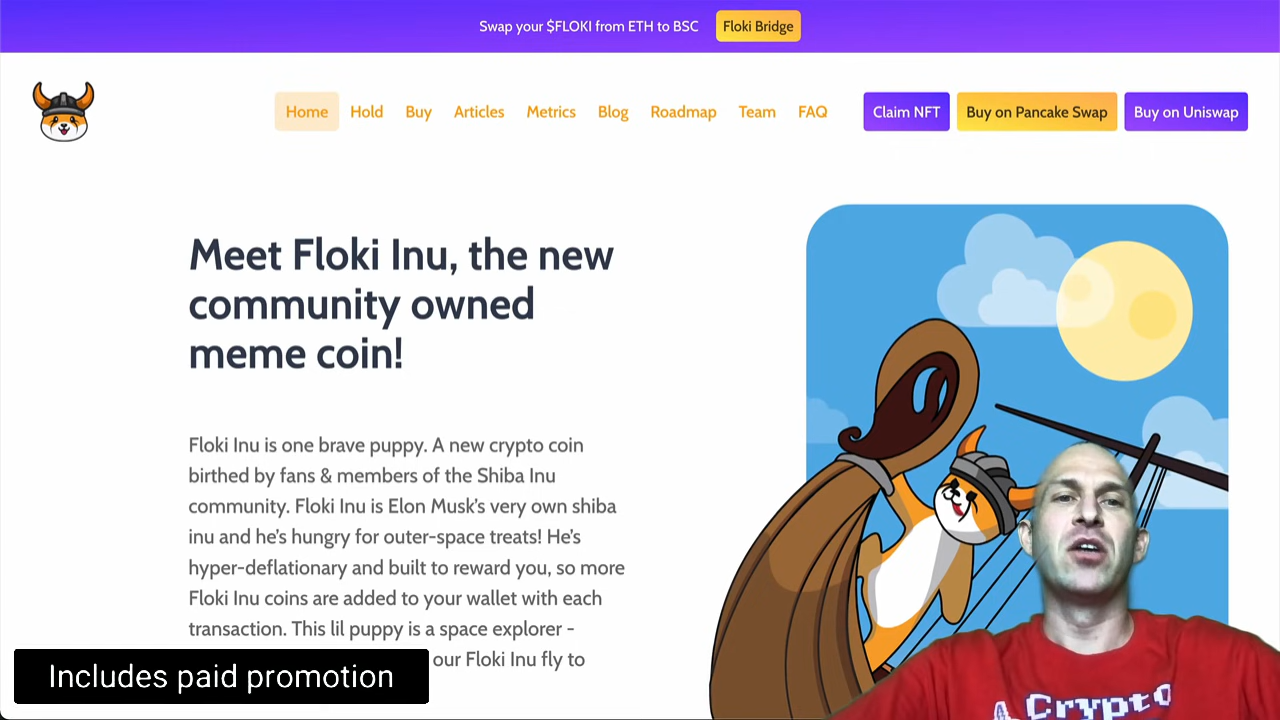 Swap your $FLOKI from ETH to BSC Floki Bridge
Home Hold Buy Articles Metrics Blog Roadmap Team FAQ Claim NFT Buy on Pancake Swap Buy on Uniswap
Meet Floki Inu, the new
community owned
meme coin!
Floki Inu is one brave puppy. A new crypto coin
birthed by fans & members of the Shiba Inu
community. Floki Inu is Elon Musk's very own shiba
inu and he's hungry for outer-space treats! He's
hyper-deflationary and built to reward you, so more
Floki Inu coins are added to your wallet with each
transaction. This lil puppy is a space explorer -
our Floki Inu fly to
Includes paid promotion
A Crypto